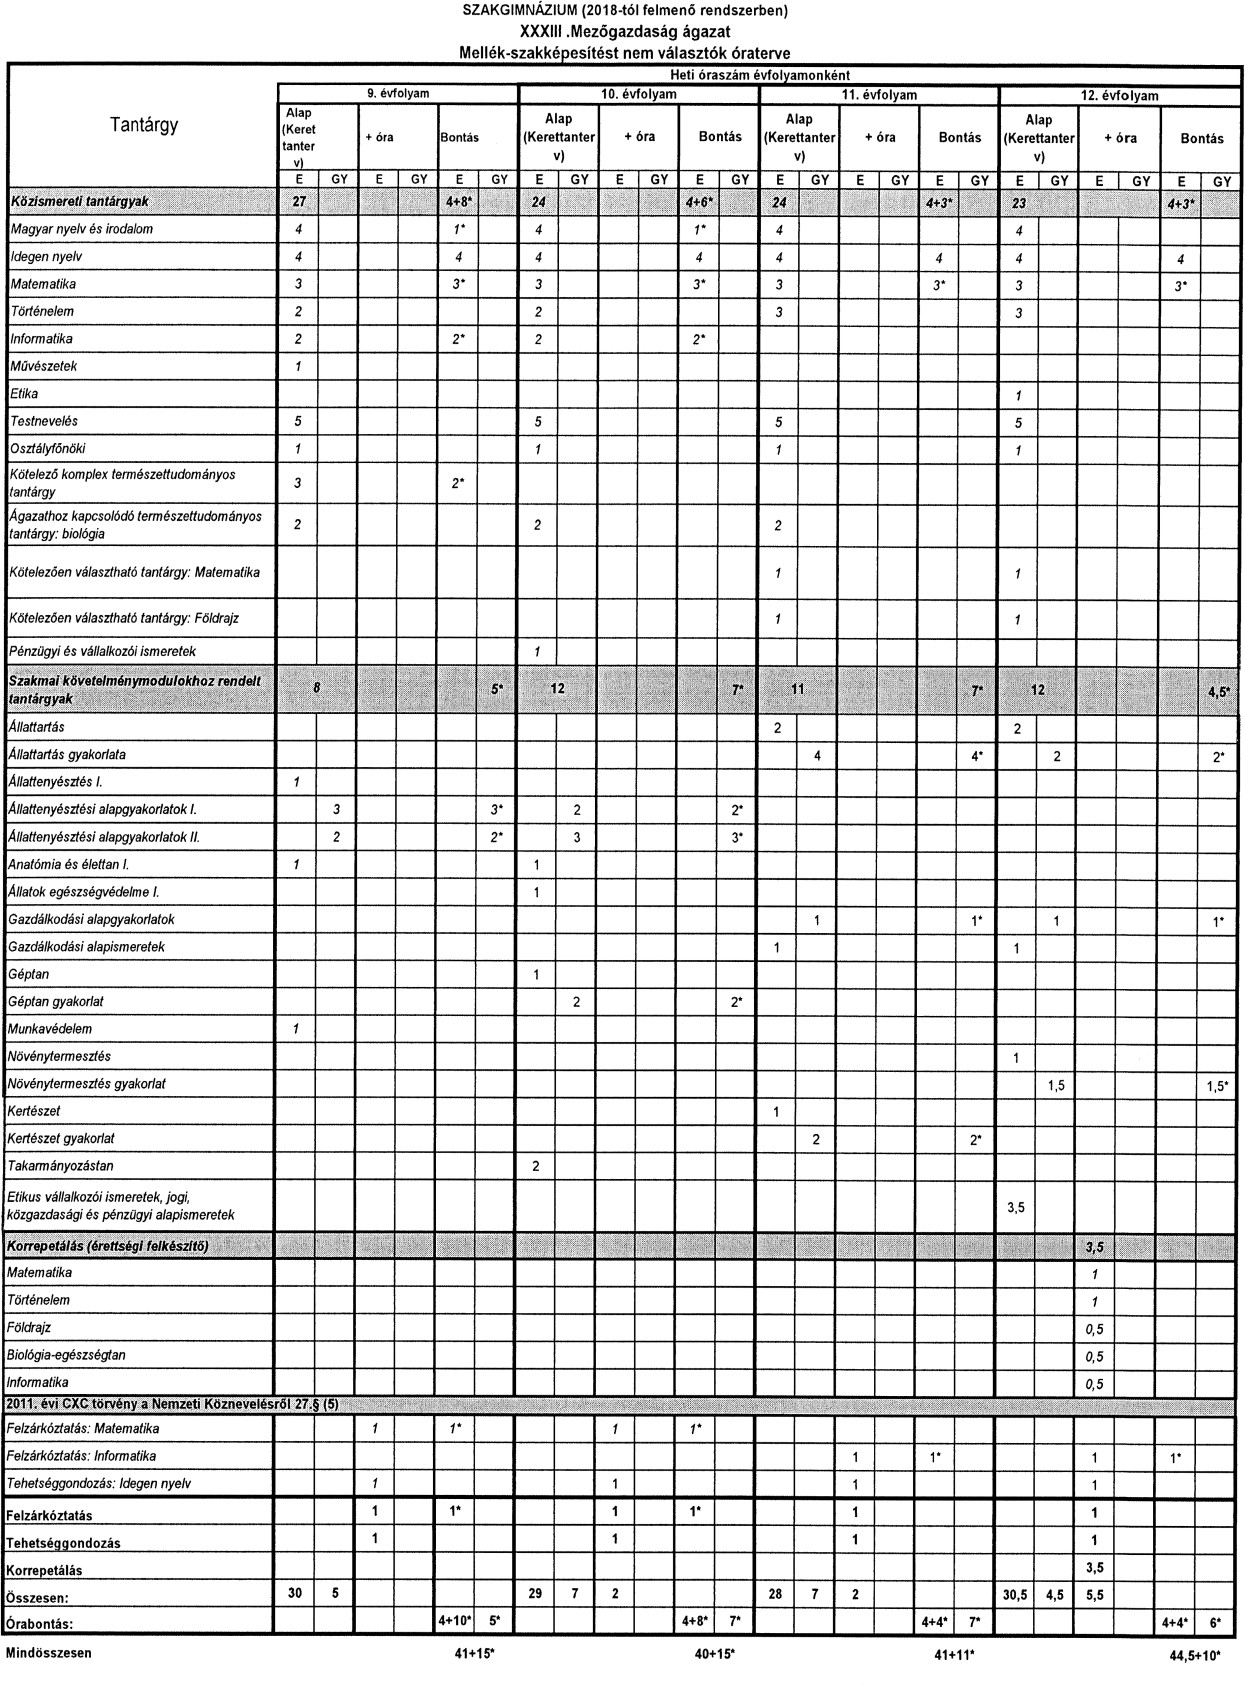 SZAKGIMNÁZIUM (2018-tól felmenő rendszerben)
XXXIII .Mezőgazdaság ágazat
Mellék-szakképesítést nem választók óraterve
Tantárgy
Heti óraszám évfolyamonként
9. évfolyam 10. évfolyam 11. évfolyam 12. évfolyam
Alap (Keret tanter v) + óra Bontás Alap (Kerettanter v) + óra Bontás Alap (Kerettanter v) + óra Bontás Alap (Kerettanter v) + óra Bontás
E GY E GY E GY E GY E GY E GY E GY E GY E GY E GY E GY E GY
Közismereti tantárgyak 27 4+8* 24 4+6* 24 4+3* 23 4+3*
Magyar nyelv és irodalom 4 1* 4 1* 4 4
Idegen nyelv 4 4 4 4 4 4 4 4
Matematika 3 3* 3 3* 3 3* 3 3*
Történelem 2 2 3 3
Informatika 2 2* 2 2*
Művészetek 1
Etika 1
Testnevelés 5 5 5 5
Osztályfőnöki 1 1 1 1
Kötelező komplex természettudományos
tantárgy 3 2*
Ágazathoz kapcsolódó természettudományos
tantárgy: biológia 2 2 2
Kötelezően választható tantárgy: Matematika 1 1
Kötelezően választható tantárgy: Földrajz 1 1
Pénzügyi és vállalkozói ismeretek 1
Szakmai követelménymodulokhoz rendelt
tantárgyak 8 5* 12 7* 11 7* 12 4,5*
Állattartás 2 2
Állattartás gyakorlata 4 4* 2 2*
Állattenyésztés I. 1
Állattenyésztési alapgyakorlatok I. 3 3* 2 2*
Állattenyésztési alapgyakorlatok II. 2 2* 3 3*
Anatómia és élettan I. 1 1
Állatok egészségvédelme I. 1
Gazdálkodási alapgyakorlatok 1 1* 1 1*
Gazdálkodási alapismeretek 1 1
Géptan 1
Géptan gyakorlat 2 2*
Munkavédelem 1
Növénytermesztés 1
Növénytermesztés gyakorlat 1,5 1,5*
Kertészet 1
Kertészet gyakorlat 2 2*
Takarmányozástan 2
Etikus vállalkozói ismeretek, jogi,
közgazdasági és pénzügyi alapismeretek 3,5
Korrepetálás (érettségi felkészítő) 3,5
Matematika 1
Történelem 1
Földrajz 0,5
Biológia-egészségtan 0,5
Informatika 0,5
2011. évi CXC törvény a Nemzeti Köznevelésről 27.§ (5)
Felzárkóztatás: Matematika 1 1* 1 1*
Felzárkóztatás: Informatika 1 1* 1 1*
Tehetséggondozás: Idegen nyelv 1 1 1 1
Felzárkóztatás 1 1* 1 1* 1 1
Tehetséggondozás 1 1 1 1
Korrepetálás 3,5
Összesen: 30 5 29 7 2 28 7 2 30,5 4,5 5,5
Órabontás: 4+10* 5* 4+8* 7* 4+4* 7* 4+4* 6*
Mindösszesen 41+15* 40+15* 41+11* 44,5+10*